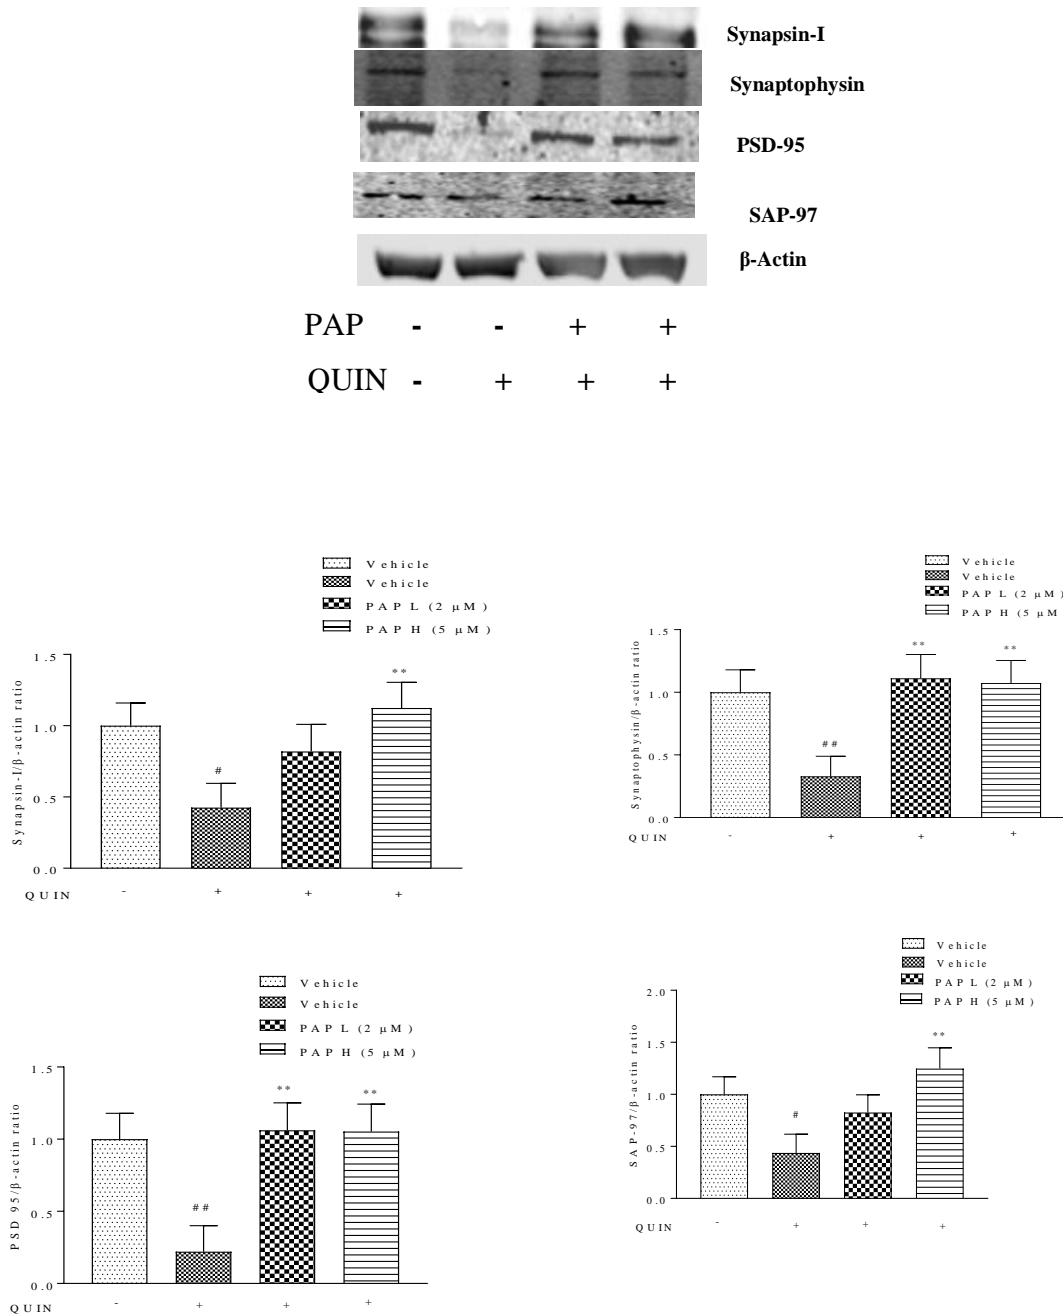 Synapsin-I
Synaptophysin
PSD-95
SAP-97
β-Actin
PAP - - + +
QUIN - + + +
Vehicle
Vehicle
PAP L (2 µM)
PAP H (5 µM)
**
#
1.5
1.0
0.5
0.0
Synapsin-I/β-actin ratio
QUIN - + + +
Vehicle
Vehicle
PAP L (2 µM)
PAP H (5 µM
** **
##
1.5
1.0
0.5
0.0
Synaptophysin/β-actin ratio
QUIN - + + +
Vehicle
Vehicle
PAP L (2 µM)
PAP H (5 µM)
** **
##
1.5
1.0
0.5
0.0
PSD 95/β-actin ratio
QUIN - + + +
Vehicle
Vehicle
PAP L (2 µM)
PAP H (5 µM)
**
#
2.0
1.5
1.0
0.5
0.0
SAP-97/β-actin ratio
QUIN - + + +